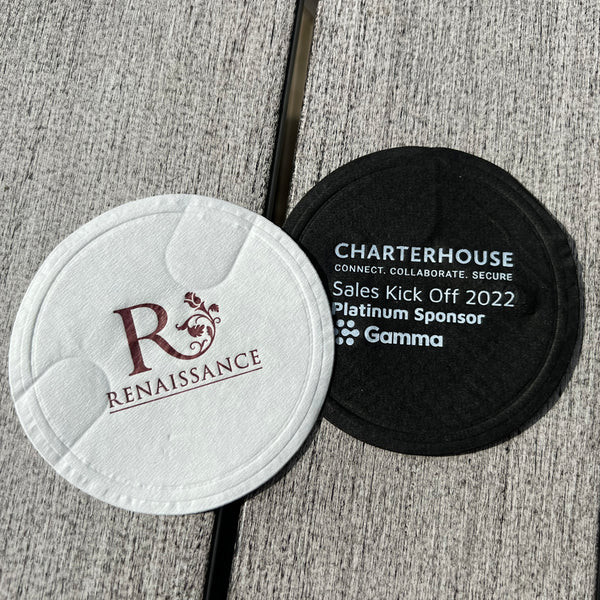 R
RENAISSANCE
CHARTERHOUSE
CONNECT. COLLABORATE. SECURE
Sales Kick Off 2022
Platinum Sponsor
Gamma